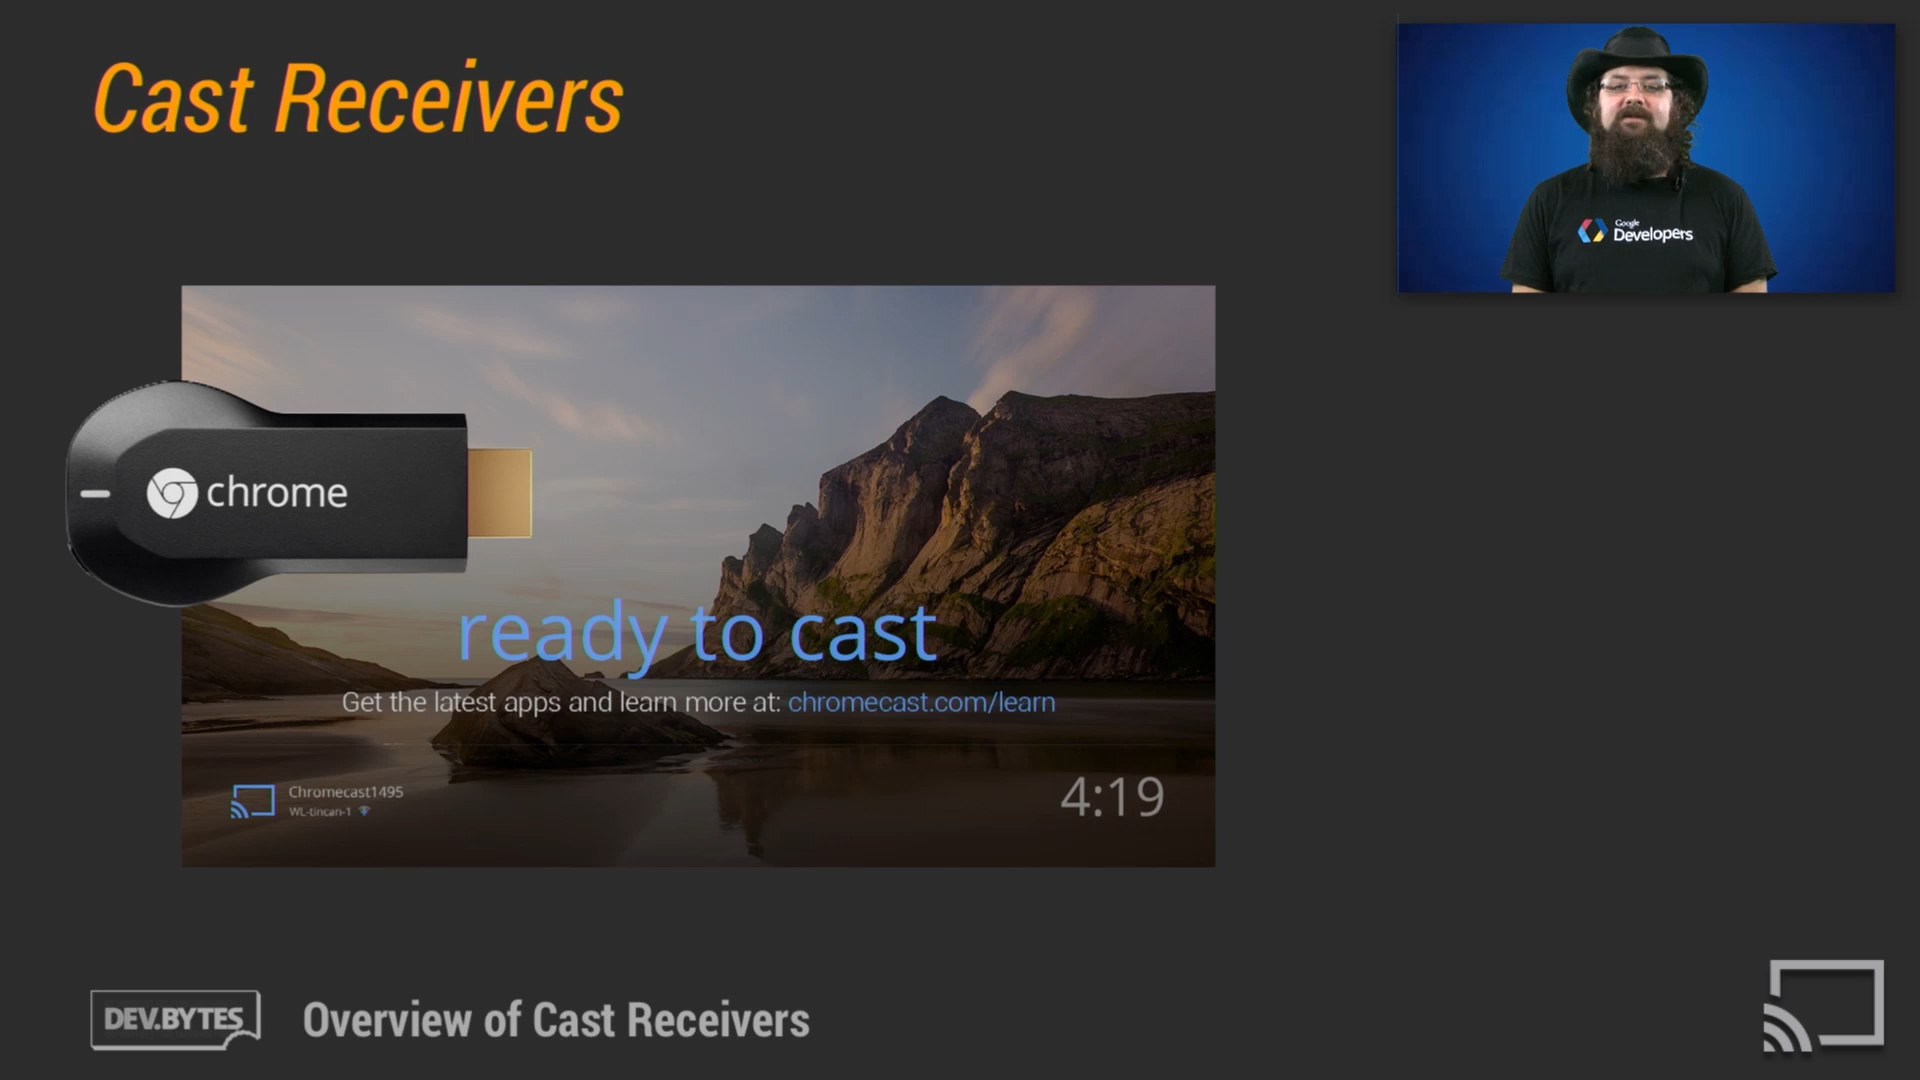 Cast Receivers
Google
Developers
chrome
ready to cast
Get the latest apps and learn more at: chromecast.com/learn
Chromecast1495
WL-tincan-1
4:19
DEV.BYTES
Overview of Cast Receivers